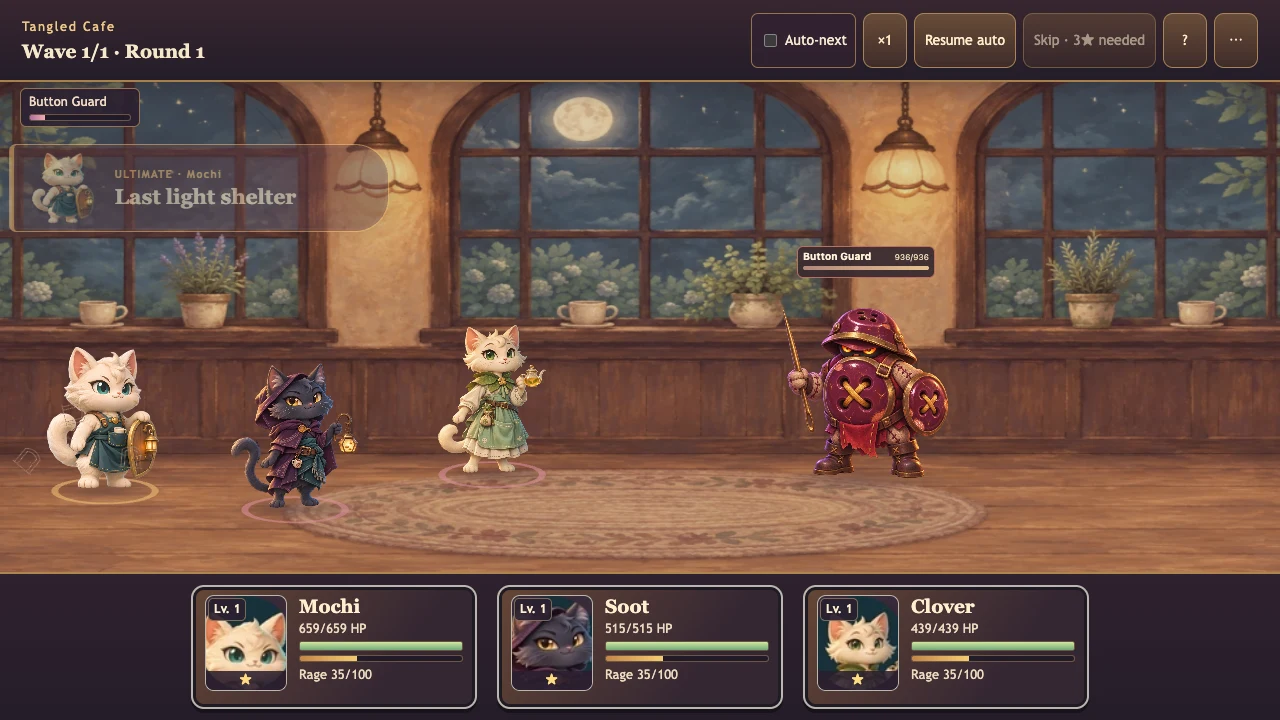 Tangled Cafe
Wave 1/1 · Round 1
Auto-next
×1
Resume auto
Skip · 3★ needed
?
···
Button Guard
ULTIMATE · Mochi
Last light shelter
Button Guard 936/936
Lv. 1
Mochi
659/659 HP
Rage 35/100
Lv. 1
Soot
515/515 HP
Rage 35/100
Lv. 1
Clover
439/439 HP
Rage 35/100